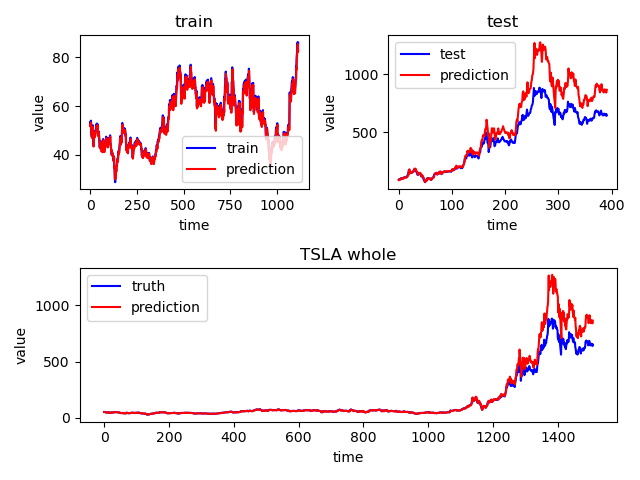 train
value
80
60
40
train
prediction
0 250 500 750 1000
time
test
value
1000
500
test
prediction
0 100 200 300 400
time
TSLA whole
value
1000
500
0
truth
prediction
0 200 400 600 800 1000 1200 1400
time